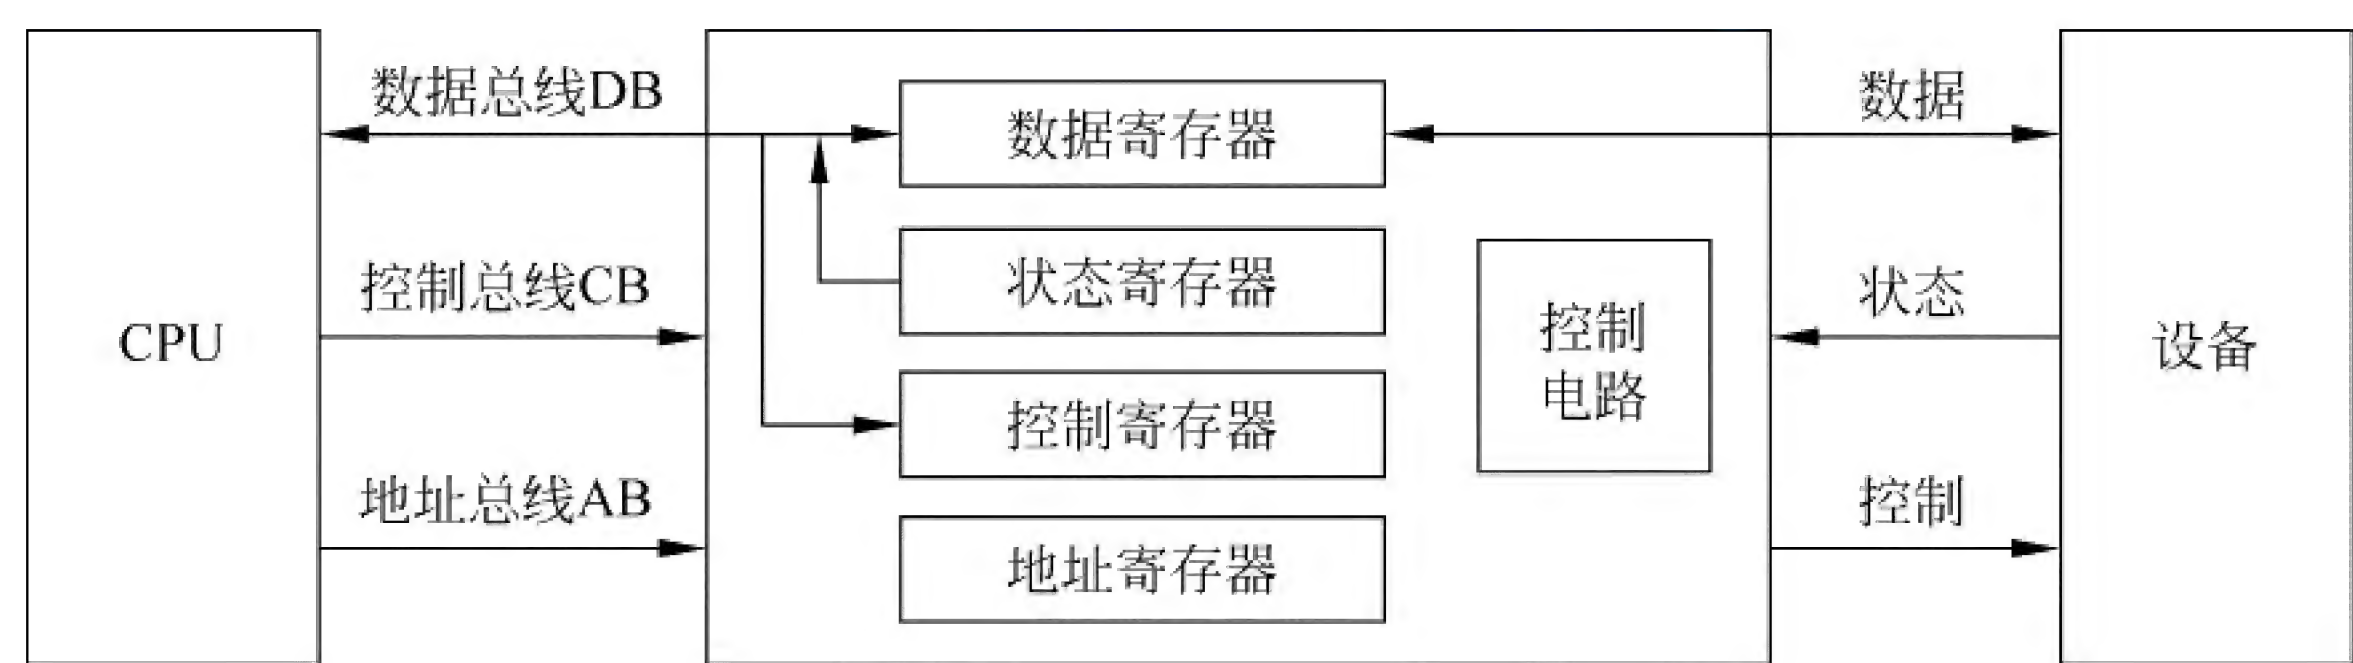 CPU
数据总线DB
控制总线CB
地址总线AB
数据寄存器
状态寄存器
控制寄存器
地址寄存器
控制
电路
数据
状态
控制
设备